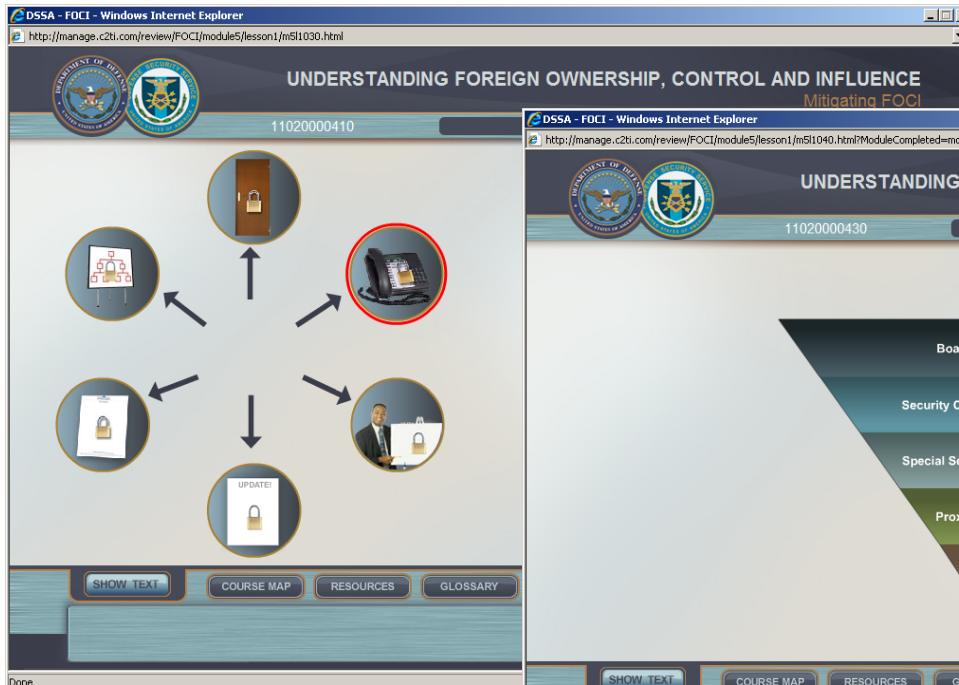 DSSA - FOCI - Windows Internet Explorer
http://manage.c2ti.com/review/FOCI/module5/lesson1/m5l1030.html
UNDERSTANDING FOREIGN OWNERSHIP, CONTROL AND INFLUENCE
Mitigating FOCI
11020000410
UPDATE!
SHOW TEXT
COURSE MAP
RESOURCES
GLOSSARY
Done
DSSA - FOCI - Windows Internet Explorer
http://manage.c2ti.com/review/FOCI/module5/lesson1/m5l1040.html?ModuleCompleted=mo
UNDERSTANDING
11020000430
Boa
Security C
Special Se
Prox
SHOW TEXT
COURSE MAP
RESOURCES
G